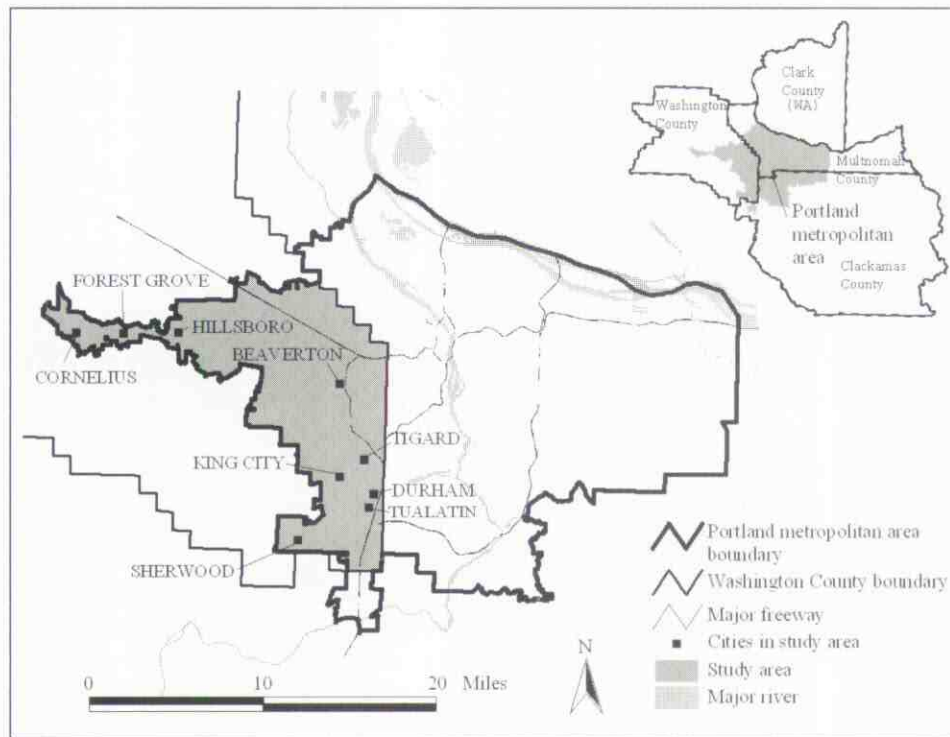 Clark
County
(WA)
Washington
County
Multnomah
County
Portland
metropolitan
area
Clackamas
County
FOREST GROVE
HILLSBORO
BEAVERTON
CORNELIUS
TIGARD
KING CITY
DURHAM
TUALATIN
SHERWOOD
Portland metropolitan area
boundary
Washington County boundary
Major freeway
Cities in study area
Study area
Major river
N
0 10 20 Miles